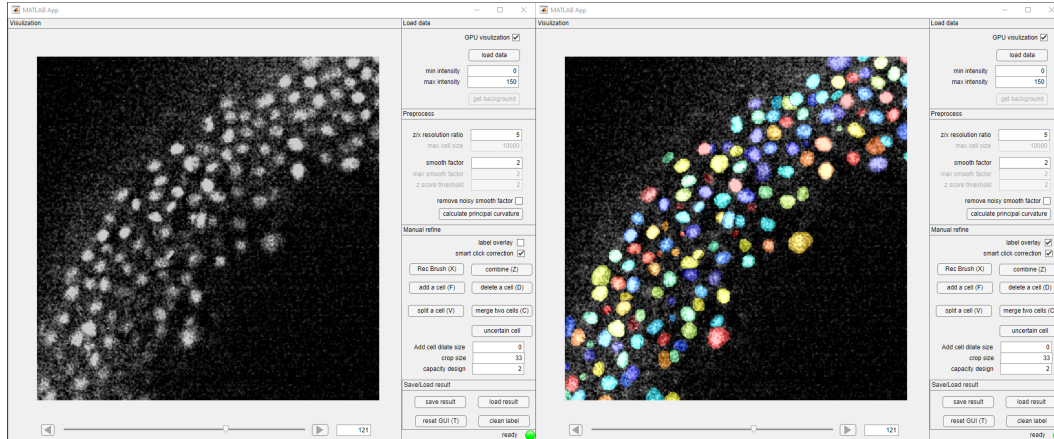 MATLAB App
Visulization
Load data
GPU visulization
load data
min intensity 0
max intensity 150
get background
Preprocess
z/x resolution ratio 5
max cell size 10000
smooth factor 2
max smooth factor 2
z score threshold 2
remove noisy smooth factor
calculate principal curvature
Manual refine
label overlay
smart click correction
Rec Brush (X) combine (Z)
add a cell (F) delete a cell (D)
split a cell (V) merge two cells (C)
uncertain cell
Add cell dilate size 0
crop size 33
capacity design 2
Save/Load result
save result load result
reset GUI (T) clean label
121
ready
MATLAB App
Visulization
Load data
GPU visulization
load data
min intensity 0
max intensity 150
get background
Preprocess
z/x resolution ratio 5
max cell size 10000
smooth factor 2
max smooth factor 2
z score threshold 2
remove noisy smooth factor
calculate principal curvature
Manual refine
label overlay
smart click correction
Rec Brush (X) combine (Z)
add a cell (F) delete a cell (D)
split a cell (V) merge two cells (C
uncertain cell
Add cell dilate size 0
crop size 33
capacity design 2
Save/Load result
save result load result
reset GUI (T) clean label
121
ready